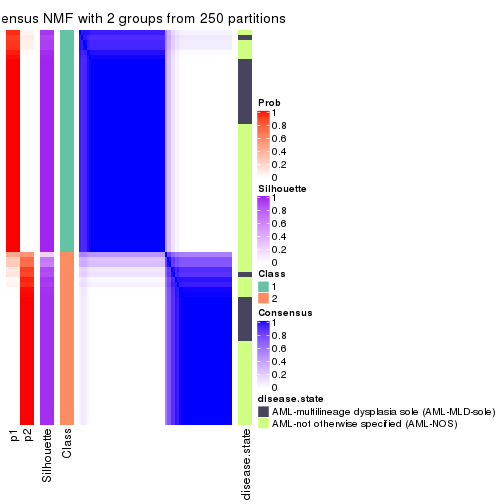 ensus NMF with 2 groups from 250 partitions
Prob
1
0.8
0.6
0.4
0.2
0
Silhouette
1
0.8
0.6
0.4
0.2
0
Class
1
2
Consensus
1
0.8
0.6
0.4
0.2
0
disease.state
AML-multilineage dysplasia sole (AML-MLD-sole)
AML-not otherwise specified (AML-NOS)
p1
p2
Silhouette
Class
disease.state